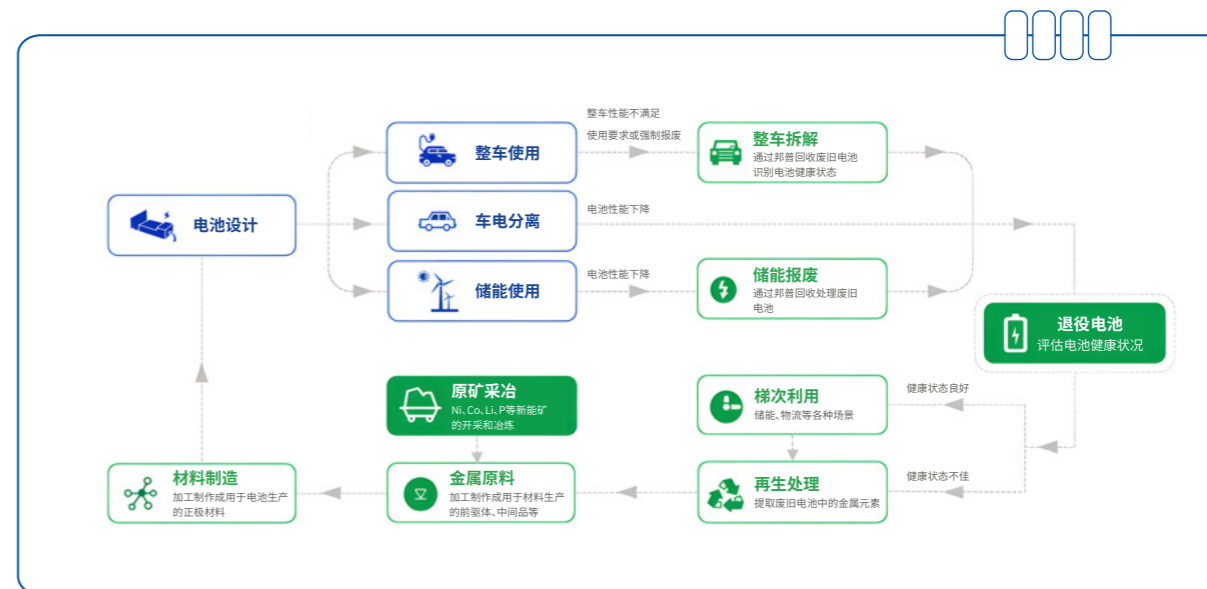 整车性能不满足
使用要求或强制报废
整车使用
整车拆解
通过邦普回收废旧电池
识别电池健康状态
电池设计
车电分离
电池性能下降
储能使用
电池性能下降
储能报废
通过邦普回收处理废旧
电池
退役电池
评估电池健康状况
原矿采冶
Ni、Co、Li、P等新能矿
的开采和冶炼
梯次利用
储能、物流等各种场景
健康状态良好
材料制造
加工制作成用于电池生产
的正极材料
金属原料
加工制作成用于材料生产
的前驱体、中间品等
再生处理
提取废旧电池中的金属元素
健康状态不佳